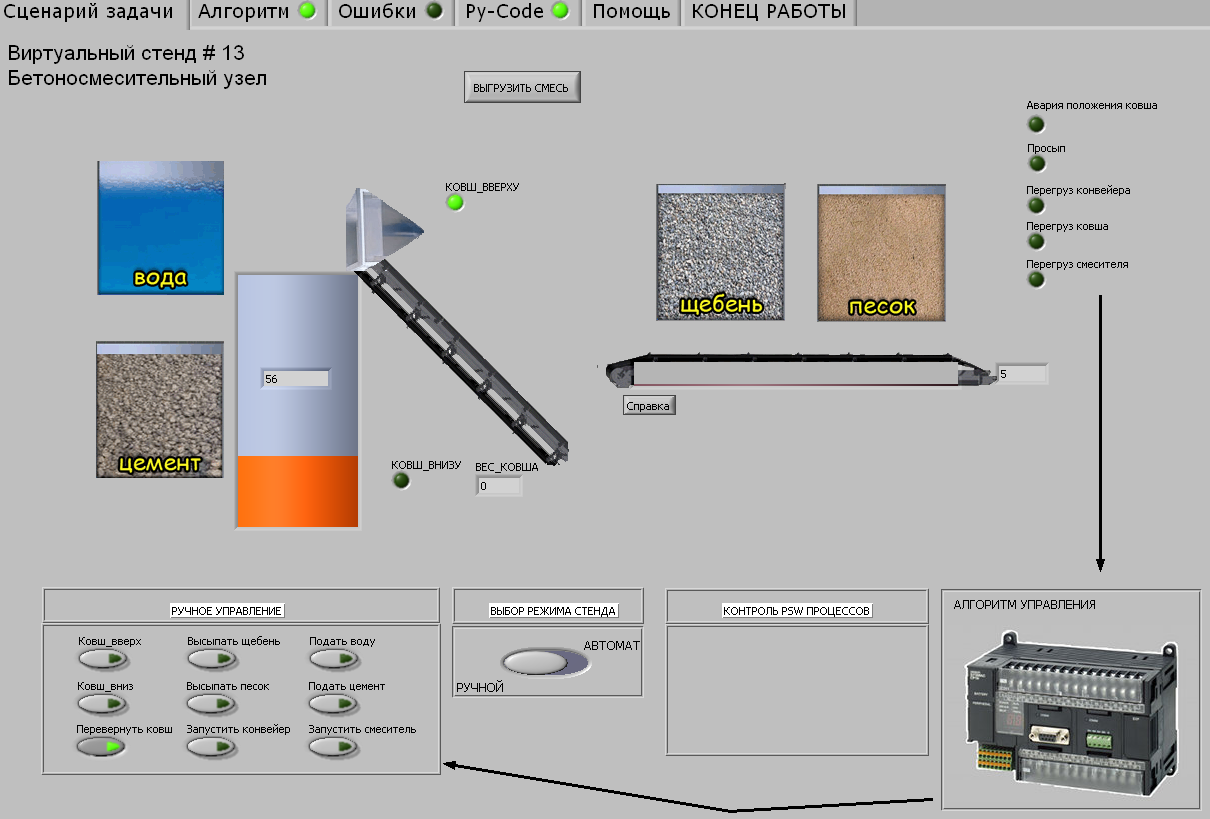 Сценарий задачи
Алгоритм
Ошибки
Py-Code
Помощь
КОНЕЦ РАБОТЫ
Виртуальный стенд # 13
Бетоносмесительный узел
ВЫГРУЗИТЬ СМЕСЬ
Авария положения ковша
Просып
Перегруз конвейера
Перегруз ковша
Перегруз смесителя
КОВШ_ВВЕРХУ
вода
щебень
песок
56
5
Справка
цемент
КОВШ_ВНИЗУ
ВЕС_КОВША
0
РУЧНОЕ УПРАВЛЕНИЕ
Ковш_вверх
Высыпать щебень
Подать воду
Ковш_вниз
Высыпать песок
Подать цемент
Перевернуть ковш
Запустить конвейер
Запустить смеситель
ВЫБОР РЕЖИМА СТЕНДА
АВТОМАТ
РУЧНОЙ
КОНТРОЛЬ PSW ПРОЦЕССОВ
АЛГОРИТМ УПРАВЛЕНИЯ